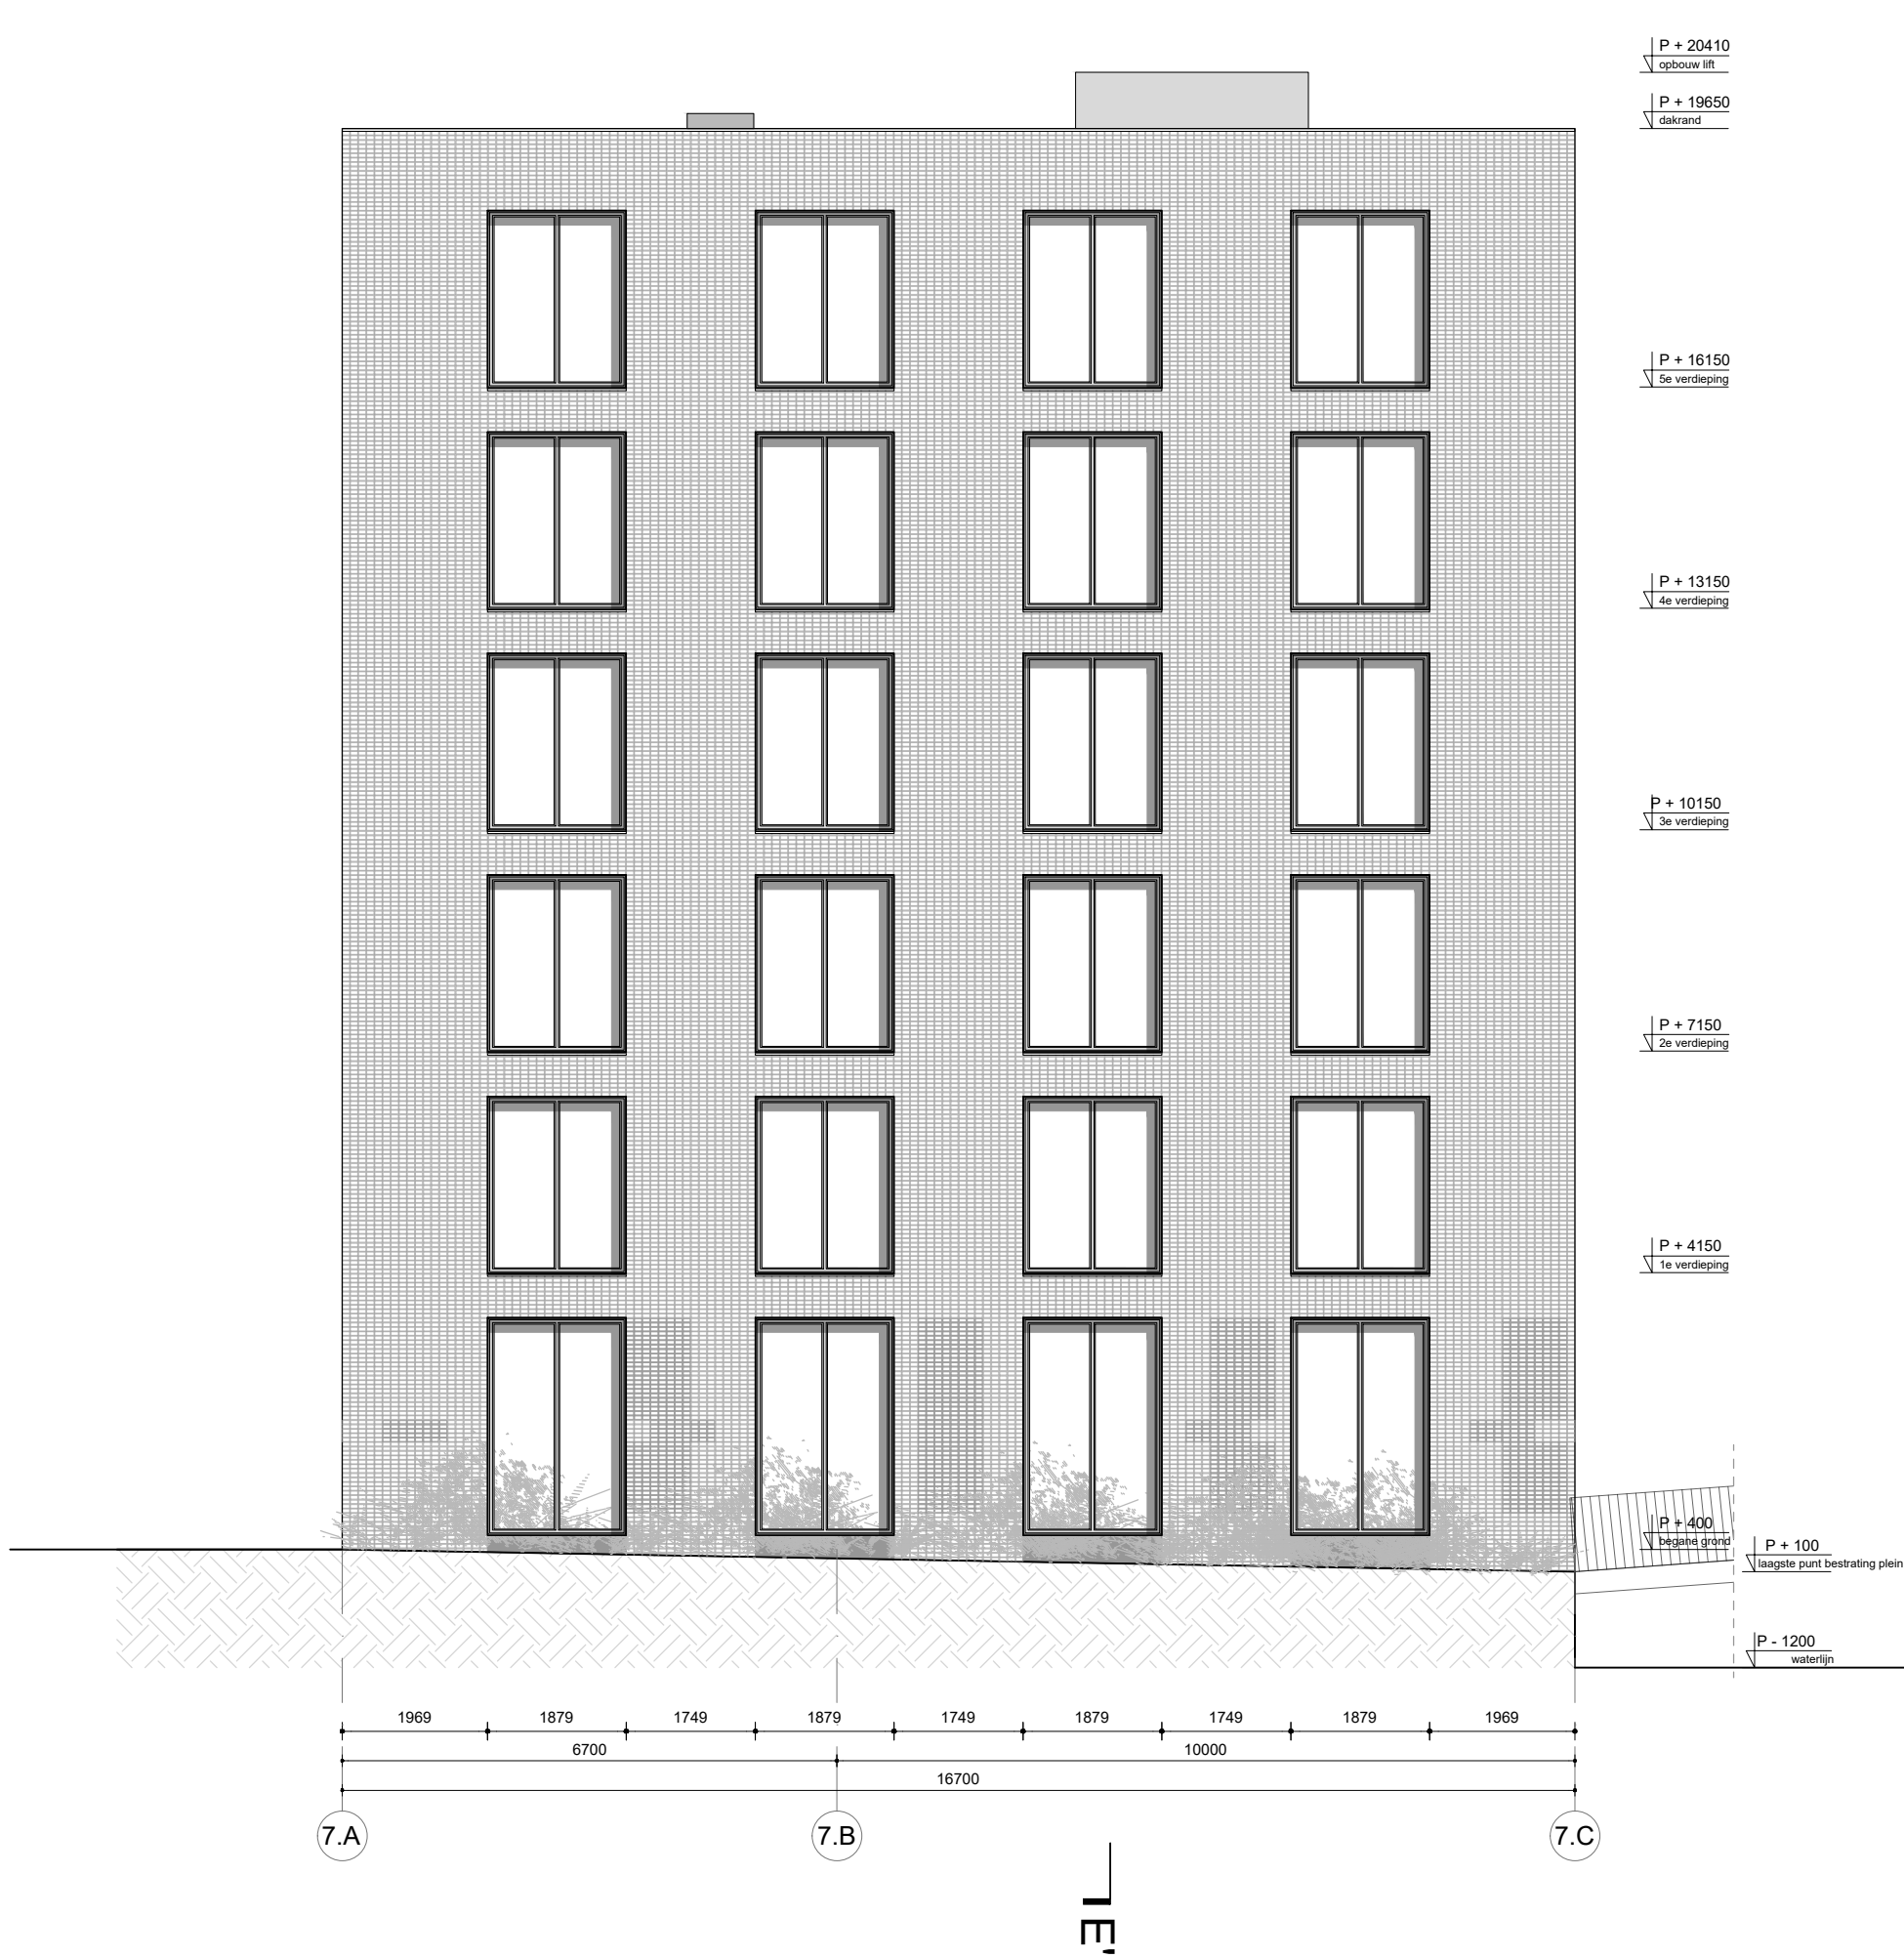 P + 20410
opbouw lift
P + 19650
dakrand
P + 16150
5e verdieping
P + 13150
4e verdieping
P + 10150
3e verdieping
P + 7150
2e verdieping
P + 4150
1e verdieping
P + 400
begane grond
P + 100
laagste punt bestrating plein
P - 1200
waterlijn
1969 1879 1749 1879 1749 1879 1749 1879 1969
6700 10000
16700
7.A 7.B 7.C
E'